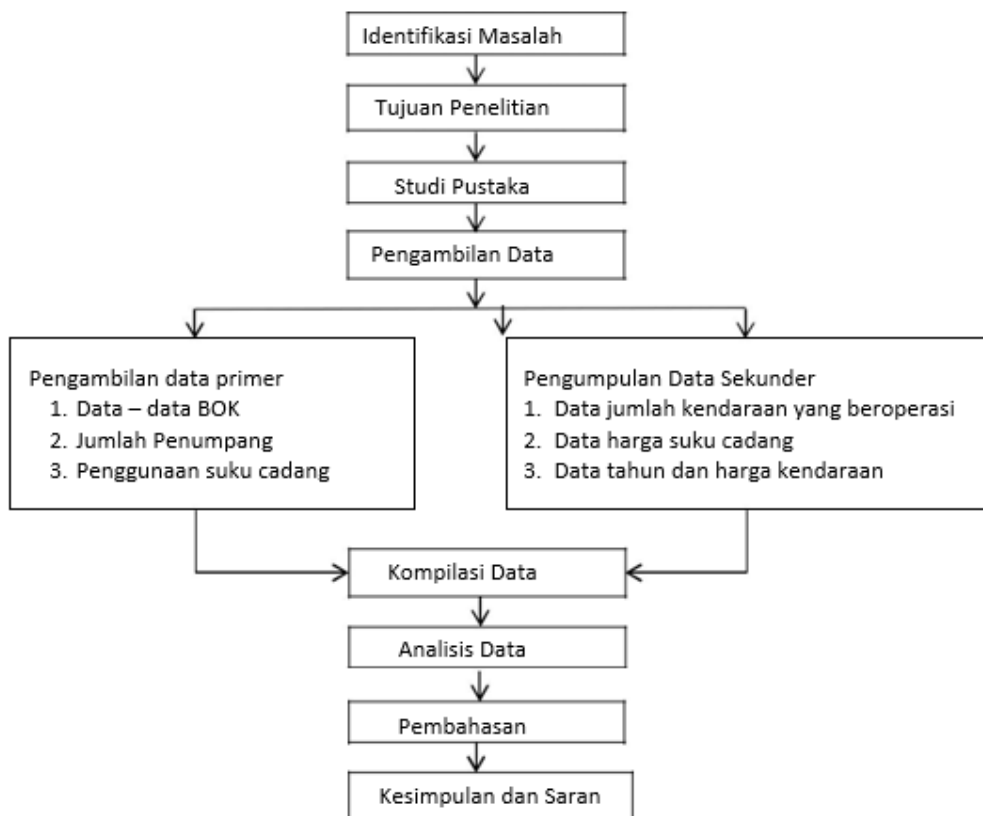 Identifikasi Masalah
Tujuan Penelitian
Studi Pustaka
Pengambilan Data
Pengambilan data primer
1. Data – data BOK
2. Jumlah Penumpang
3. Penggunaan suku cadang
Pengumpulan Data Sekunder
1. Data jumlah kendaraan yang beroperasi
2. Data harga suku cadang
3. Data tahun dan harga kendaraan
Kompilasi Data
Analisis Data
Pembahasan
Kesimpulan dan Saran